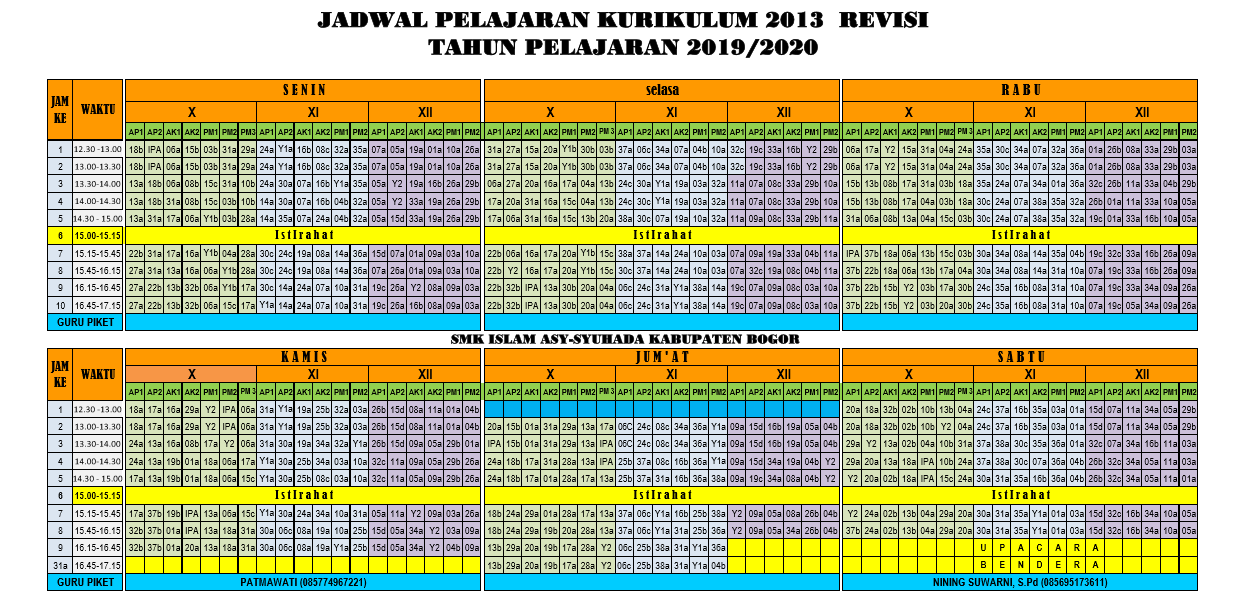 JADWAL PELAJARAN KURIKULUM 2013 REVISI
TAHUN PELAJARAN 2019/2020
JAM KE WAKTU SENIN selasa RABU
X XI XII X XI XII X XI XII
AP1 AP2 AK1 AK2 PM1 PM2 PM3 AP1 AP2 AK1 AK2 PM1 PM2 AP1 AP2 AK1 AK2 PM1 PM2 AP1 AP2 AK1 AK2 PM1 PM2 PM 3 AP1 AP2 AK1 AK2 PM1 PM2 AP1 AP2 AK1 AK2 PM1 PM2 AP1 AP2 AK1 AK2 PM1 PM2 PM 3 AP1 AP2 AK1 AK2 PM1 PM2 AP1 AP2 AK1 AK2 PM1 PM2
1 12.30 -13.00 18b IPA 06a 15b 03b 31a 29a 24a Y1a 16b 08c 32a 35a 07a 05a 19a 01a 10a 26a 31a 27a 15a 20a Y1b 30b 03b 37a 06a 34a 07a 04b 10a 32c 19c 33a 16b Y2 29b 06a 17a Y2 15a 31a 04a 24a 35a 30c 34a 07a 32a 36a 01a 26b 08a 33a 29b 03a
2 13.00-13.30 18b IPA 06a 15b 03b 31a 29a 24a Y1a 16b 08c 32a 35a 07a 05a 19a 01a 10a 26a 31a 27a 15a 20a Y1b 30b 03b 37a 06a 34a 07a 04b 10a 32c 19c 33a 16b Y2 29b 06a 17a Y2 15a 31a 04a 24a 35a 30c 34a 07a 32a 36a 01a 26b 08a 33a 29b 03a
3 13.30-14.00 13a 18b 06a 08b 15c 31a 10b 24a 30a 07a 16b Y1a 35a 05a Y2 19a 16b 26a 29b 06a 27a 20a 16a 17a 04a 13b 24c 30a Y1a 19a 03a 32a 11a 07a 08c 33a 29b 10a 15b 13b 08b 17a 31a 03b 18a 35a 24c 07a 34a 01a 36a 32c 26b 11a 33a 04b 29b
4 14.00-14.30 13a 18b 31a 08b 15c 03b 10b 14a 30a 07a 16b 04b 32a 05a Y2 33a 19a 26a 29b 17a 20a 31a 16a 15c 04a 13b 24c 30a Y1a 19a 03a 32a 11a 07a 08c 33a 29b 10a 15b 13b 08b 17a 04a 03b 18a 35a 24c 07a 34a 01a 36a 26b 01a 11a 33a 10a 05a
5 14.30 - 15.00 13a 31a 17a 06a Y1b 03b 28a 14a 35a 07a 24a 04b 32a 05a 15d 33a 19a 26a 29b 17a 06a 31a 16a 15c 13b 20a 38a 30c 07a 19a 10a 03a 11a 07a 09a 08c 03a 29b 31a 06a 08b 13a 04a 15c 03b 30c 24a 07a 35a 32a 36a 19c 01a 33a 16b 10a 05a
6 15.00-15.15 IstIrahat IstIrahat IstIrahat
7 15.15-15.45 22b 31a 17a 16a Y1b 04a 28a 30c 24c 19a 08a 14a 36a 15d 07a 01a 09a 03a 10a 22b 06a 17a 20a Y1b 15c 38a 37a 14a 24c 10a 03a 07a 09a 19a 33a 04b 11a IPA 37b 18a 06a 13b 15c 03b 30c 24a 08a 35a 04b 10a 19c 32c 33a 16b 26a 09a
8 15.45-16.15 27a 31a 13a 16a 06a Y1b 28a 30c 24c 19a 08a 14a 36a 07a 26a 01a 09a 03a 10a 22b Y2 16a 17a 20a Y1b 15c 30c 37a 14a 24c 10a 03a 07a 32c 19a 08c 04b 11a 37b 22b 18a 06a 13b 17a 04a 30c 24a 08a 34a 31a 10a 07a 19c 32c 34a 26a 09a
9 16.15-16.45 27a 22b 13b 32b 06a Y1b 17a 30c 14a 24a 07a 10a 31a 19c 26a Y2 08a 09a 03a 22b 32b IPA 13a 30b 20a 04a 06c 24c 31a Y1a 38a 14a 19c 07a 09a 08c 03a 10a 37b 22b 15b Y2 03b 17a 30b 24c 35a 16b 08a 31a 10a 07a 19c 05a 34a 09a 26a
10 16.45-17.15 27a 22b 13b 32b 06a 15c 17a Y1a 14a 24a 07a 10a 31a 19c 26a 16b 08a 09a 03a 22b 32b IPA 13a 30b 20a 04a 06c 24c 31a Y1a 38a 14a 19c 07a 09a 08c 03a 10a 37b 22b 15b Y2 03b 20a 30b 24c 35a 16b 08a 31a 10a 07a 19c 05a 34a 09a 26a
GURU PIKET
SMK ISLAM ASY-SYUHADA KABUPATEN BOGOR
JAM KE WAKTU KAMIS JUM'AT SABTU
X XI XII X XI XII X XI XII
AP1 AP2 AK1 AK2 PM1 PM2 PM 3 AP1 AP2 AK1 AK2 PM1 PM2 AP1 AP2 AK1 AK2 PM1 PM2 AP1 AP2 AK1 AK2 PM1 PM2 PM 3 AP1 AP2 AK1 AK2 PM1 PM2 AP1 AP2 AK1 AK2 PM1 PM2 AP1 AP2 AK1 AK2 PM1 PM2 PM 3 AP1 AP2 AK1 AK2 PM1 PM2 AP1 AP2 AK1 AK2 PM1 PM2
1 12.30 -13.00 18a 17a 16a 29a Y2 IPA 06a 31a Y1a 19a 25b 32a 03a 26b 15d 08a 11a 01a 04b 20a 18a 32b 02b 10b 13b 04a 24c 37a 16b 35a 03a 01a 15d 07a 11a 34a 05a 29b
2 13.00-13.30 18a 17a 16a 29a Y2 IPA 06a 31a Y1a 19a 25b 32a 03a 26b 15d 08a 11a 01a 04b 20a 15b 01a 31a 29a 13a 17a 06C 24C 08c 34a 36a Y1a 09a 15d 16b 19a 05a 04b 20a 18a 32b 02b 10b Y2 04a 24c 37a 16b 35a 03a 01a 15d 07a 11a 34a 05a 29b
3 13.30-14.00 24a 13a 16a 08b 17a Y2 06a 31a 30a 19a 34a 32a Y1a 26b 15d 09a 05a 29b 01a IPA 15b 01a 31a 29a 13a IPA 06C 24c 08c 34a 36a Y1a 09a 15d 16b 19a 05a 04b 29a Y2 13a 02b 04a 10b 31a 37a 38a 30c 35a 01a 03a 32c 07a 34a 16b 11a 03a
4 14.00-14.30 24a 13a 19b 01a 18a 06a 17a Y1a 30a 25b 34a 03a 10a 32c 11a 09a 05a 29b 26a 24a 18b 17a 31a 28a 13a IPA 25b 37a 08c 16b 36a Y1a 09a 15d 34a 19a 04b Y2 29a 20a 13a 18a IPA 10b 24a 37a 38a 30c 07a 03a 01a 26b 32c 34a 05a 11a 03a
5 14.30 - 15.00 17a 13a 19b 01a 18a 06a 15c Y1a 30a 25b 08c 03a 10a 32c 11a 09a 05a 29b 26a 24a 18b 01a 28a 17a 13a 25b 37a 08c 31a 16b 38a 09a 19c 34a 08a 04b Y2 Y2 20a 02b 18a IPA 15c 24a 37a 38a 30c 07a 03a 01a 26b 32c 34a 05a 11a 01a
6 15.00-15.15 IstIrahat IstIrahat IstIrahat
7 15.15-15.45 17a 37b 19b IPA 13a 06a 15c Y1a 30a 24a 08c 19a 10a 05a 11a Y2 09a 03a 26a 18b 24a 29a 19b 28a 17a 13a 37a 06c Y1a 16b 25b 38a Y2 09a 05a 08a 26b 04b Y2 24a 02b 13b 04a 29a 20a 30a 31a 35a Y1a 01a 03a 15d 32c 16b 34a 10a 05a
8 15.45-16.15 32b 37b 01a IPA 13a 18a 31a 30a 06c 08a 34a 10a 25b 15d 05a 34a Y2 03a 09a 18b 24a 29a 19b 20a 28a 13a 37a 06c Y1a 31a 25b 36a Y2 09a 05a 34a 26b 04b 37b 24a 02b 13b 04a 29a 20a 30a 31a 35a Y1a 01a 03a 15d 32c 16b 34a 10a 05a
9 16.15-16.45 32b 37b 01a 20a 13a 18a 31a 30a 06c 08a 19a Y1a 25b 15d 05a 34a Y2 04b 09a 13b 29a 20a 19b 17a 28a Y2 06c 25b 38a 31a Y1a 36a U P A C A R A
31a 16.45-17.15 13b 29a 20a 19b 17a 28a Y2 06c 25b 38a 31a Y1a 04b B E N D E R A
GURU PIKET PATMAWATI (085774967221) NINING SUWARNI, S.Pd (085695173611)